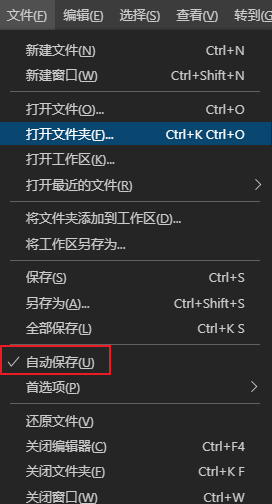 文件(F) 编辑(E) 选择(S) 查看(V) 转到(G
新建文件(N) Ctrl+N
新建窗口(W) Ctrl+Shift+N
打开文件(O)... Ctrl+O
打开文件夹(F)... Ctrl+K Ctrl+O
打开工作区(K)...
打开最近的文件(R)
将文件夹添加到工作区(D)...
将工作区另存为...
保存(S) Ctrl+S
另存为(A)... Ctrl+Shift+S
全部保存(L) Ctrl+K S
自动保存(U)
首选项(P)
还原文件(V)
关闭编辑器(C) Ctrl+F4
关闭文件夹(F) Ctrl+K F
关闭窗口(W) Ctrl+W